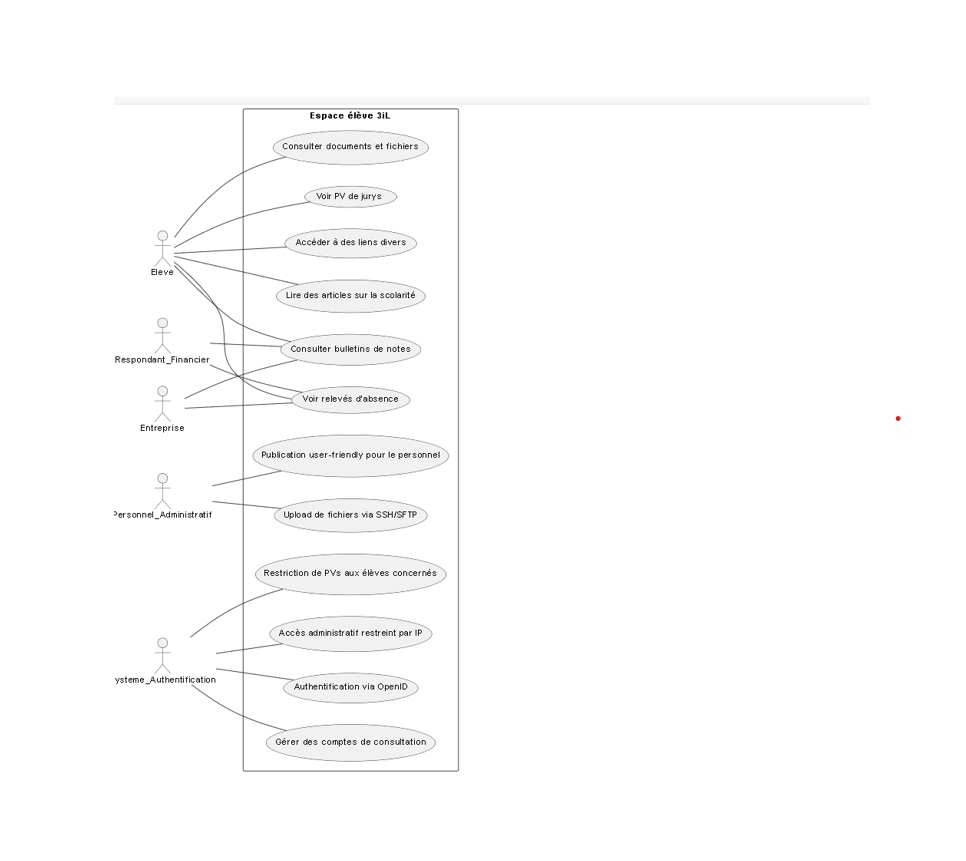 Espace élève 3iL
Consulter documents et fichiers
Voir PV de jurys
Accéder à des liens divers
Eleve
Lire des articles sur la scolarité
Consulter bulletins de notes
Respondant_Financier
Voir relevés d'absence
Entreprise
Publication user-friendly pour le personnel
Personnel_Administratif
Upload de fichiers via SSH/SFTP
Restriction de PVs aux élèves concernés
Accès administratif restreint par IP
ysteme_Authentification
Authentification via OpenID
Gérer des comptes de consultation